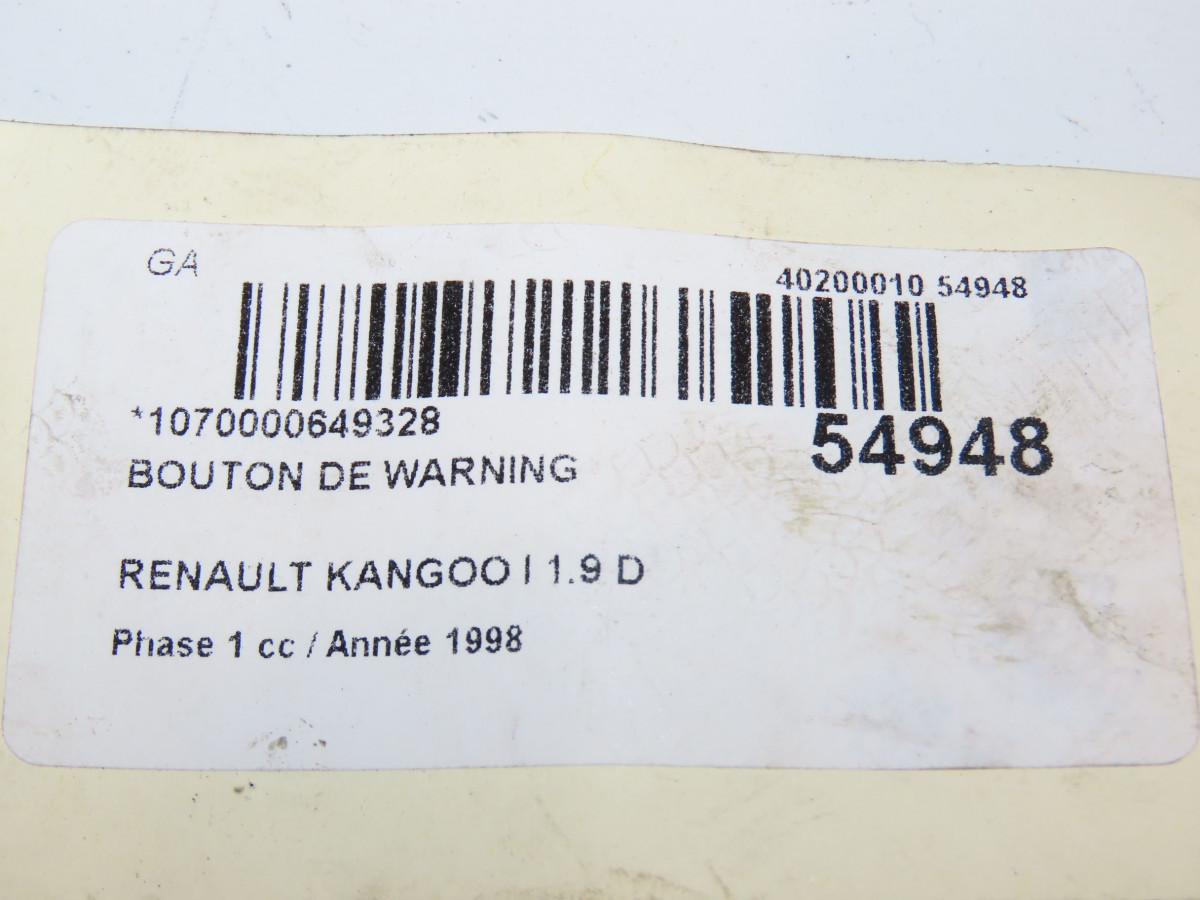 GA
40200010 54948
*1070000649328
54948
BOUTON DE WARNING
RENAULT KANGOO I 1.9 D
Phase 1 cc / Année 1998